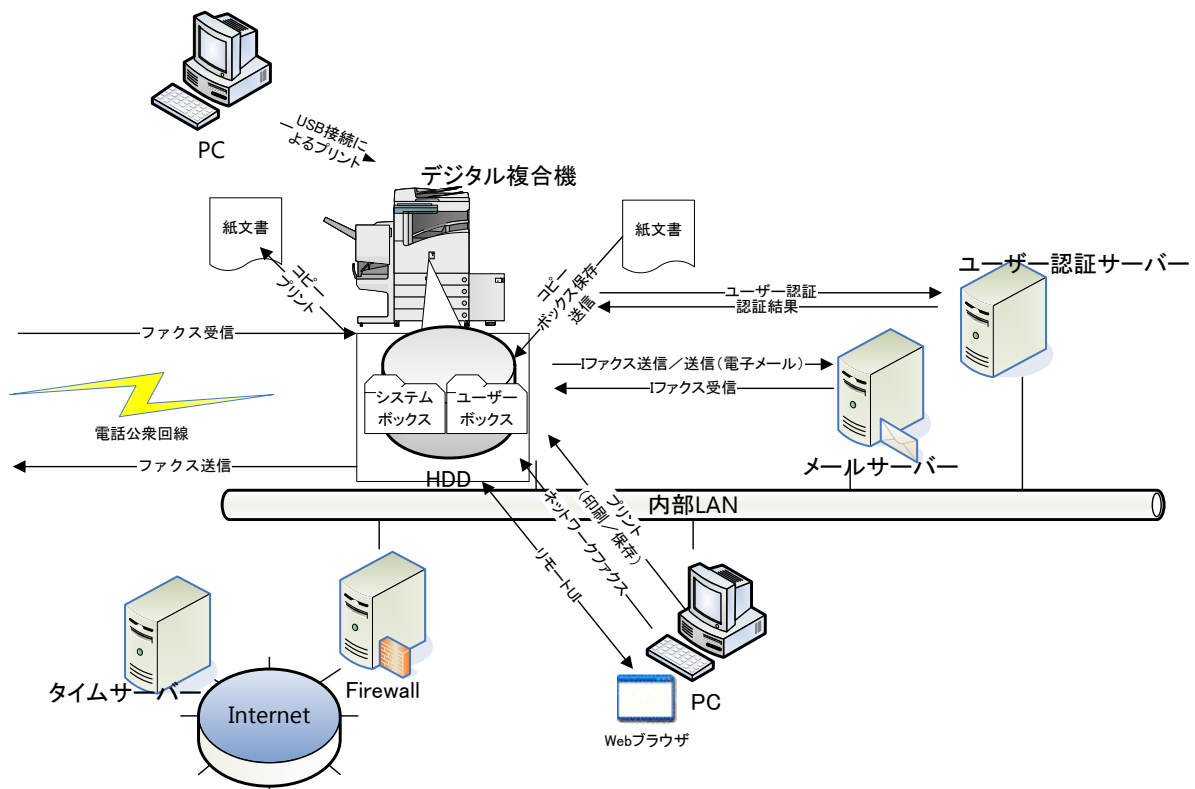 PC
USB接続に
よるプリント
デジタル複合機
紙文書
コピー
プリント
紙文書
コピー
ボックス保存
送信
ユーザー認証サーバー
ユーザー認証
認証結果
ファクス受信
Iファクス送信／送信（電子メール）
Iファクス受信
システム
ボックス
ユーザー
ボックス
電話公衆回線
ファクス送信
HDD
メールサーバー
内部LAN
プリント
（印刷／保存）
ネットワークファクス
リモートUI
タイムサーバー
Firewall
Internet
PC
Webブラウザ